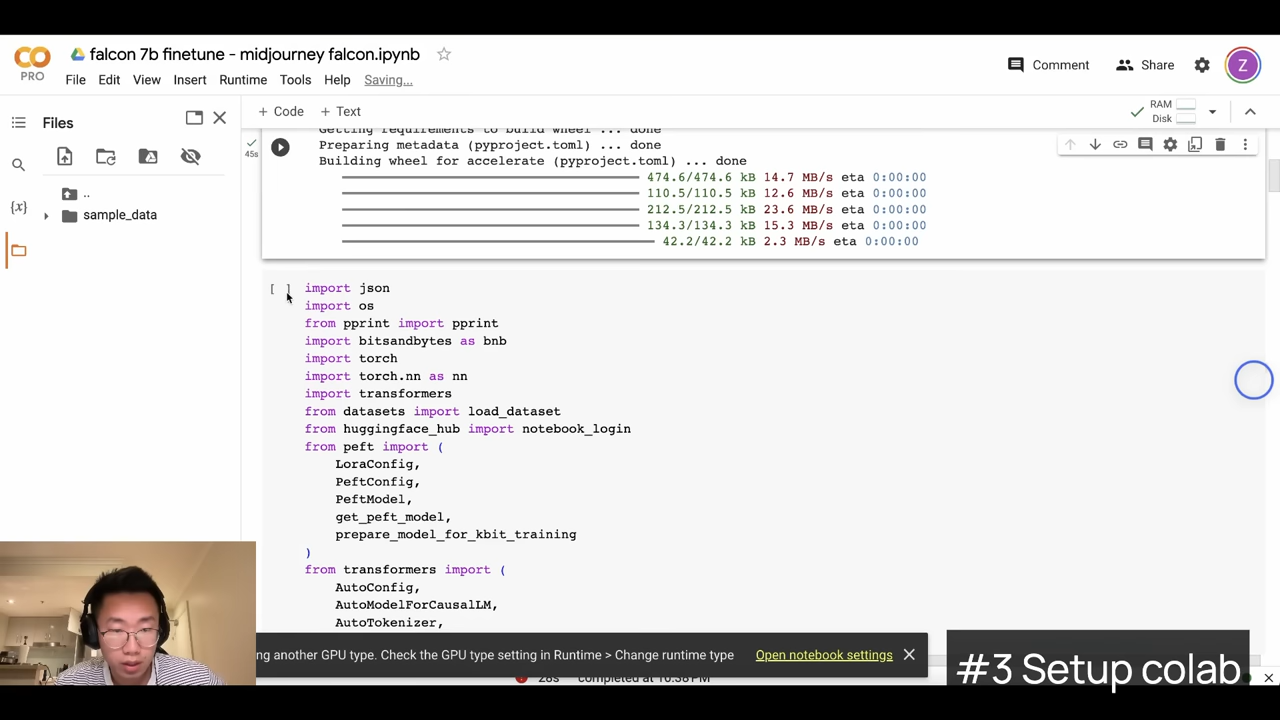 falcon 7b finetune - midjourney falcon.ipynb
PRO
File Edit View Insert Runtime Tools Help Saving...
Comment Share Z
Files
+ Code + Text
RAM
Disk
..
sample_data
{x}
45s
Getting requirements to build wheel ... done
Preparing metadata (pyproject.toml) ... done
Building wheel for accelerate (pyproject.toml) ... done
474.6/474.6 kB 14.7 MB/s eta 0:00:00
110.5/110.5 kB 12.6 MB/s eta 0:00:00
212.5/212.5 kB 23.6 MB/s eta 0:00:00
134.3/134.3 kB 15.3 MB/s eta 0:00:00
42.2/42.2 kB 2.3 MB/s eta 0:00:00
[ ] import json
import os
from pprint import pprint
import bitsandbytes as bnb
import torch
import torch.nn as nn
import transformers
from datasets import load_dataset
from huggingface_hub import notebook_login
from peft import (
LoraConfig,
PeftConfig,
PeftModel,
get_peft_model,
prepare_model_for_kbit_training
)
from transformers import (
AutoConfig,
AutoModelForCausalLM,
AutoTokenizer,
ng another GPU type. Check the GPU type setting in Runtime > Change runtime type Open notebook settings
28s completed at 10:38 PM
#3 Setup colab